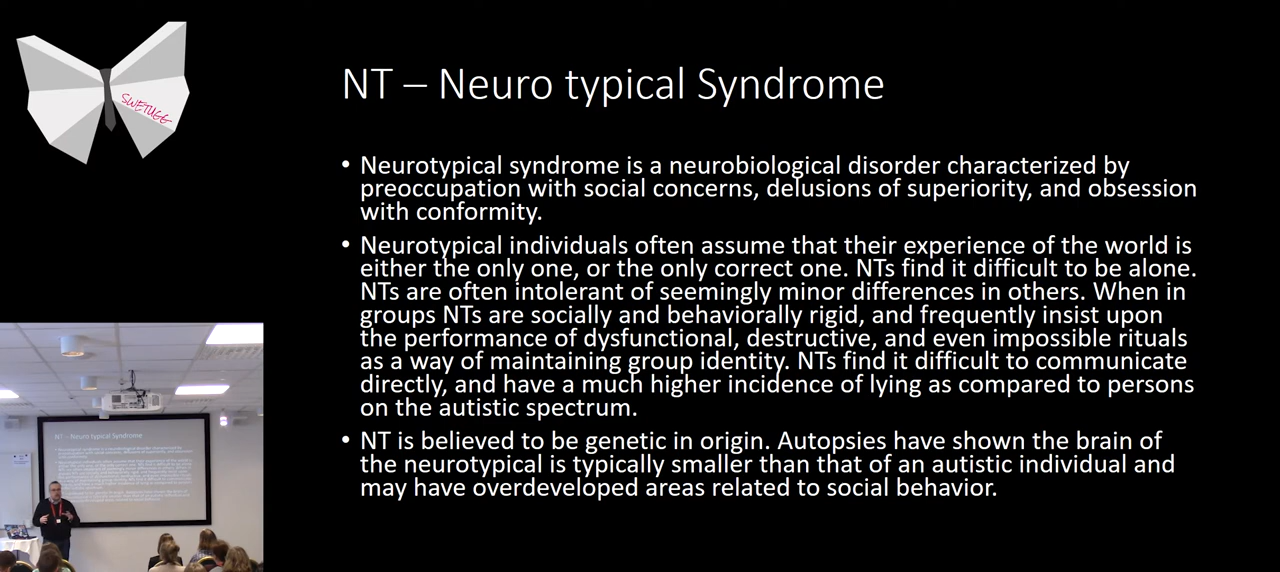 SWETUGG
NT – Neuro typical Syndrome
• Neurotypical syndrome is a neurobiological disorder characterized by
preoccupation with social concerns, delusions of superiority, and obsession
with conformity.
• Neurotypical individuals often assume that their experience of the world is
either the only one, or the only correct one. NTs find it difficult to be alone.
NTs are often intolerant of seemingly minor differences in others. When in
groups NTs are socially and behaviorally rigid, and frequently insist upon
the performance of dysfunctional, destructive, and even impossible rituals
as a way of maintaining group identity. NTs find it difficult to communicate
directly, and have a much higher incidence of lying as compared to persons
on the autistic spectrum.
• NT is believed to be genetic in origin. Autopsies have shown the brain of
the neurotypical is typically smaller than that of an autistic individual and
may have overdeveloped areas related to social behavior.
NT – Neuro typical Syndrome